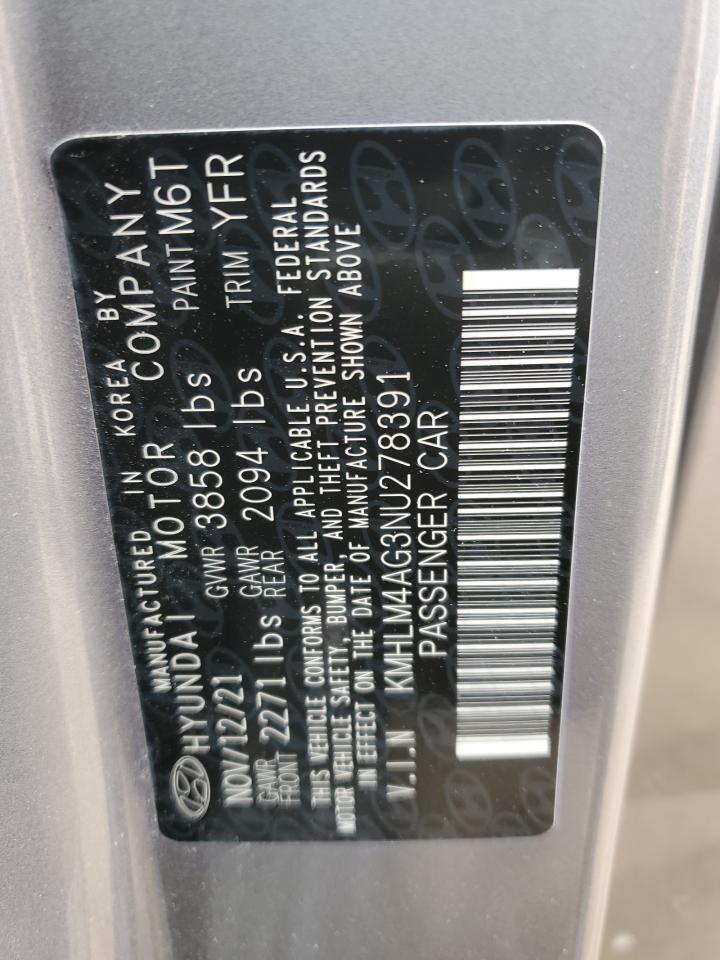 MANUFACTURED IN KOREA BY
HYUNDAI MOTOR COMPANY
NOV/12/21 GVWR 3858 lbs PAINT M6T
GAWR FRONT 2271 lbs GAWR REAR 2094 lbs TRIM YFR
THIS VEHICLE CONFORMS TO ALL APPLICABLE U.S.A. FEDERAL
MOTOR VEHICLE SAFETY, BUMPER, AND THEFT PREVENTION STANDARDS
IN EFFECT ON THE DATE OF MANUFACTURE SHOWN ABOVE
V.I.N KMHLM4AG3NU278391
PASSENGER CAR